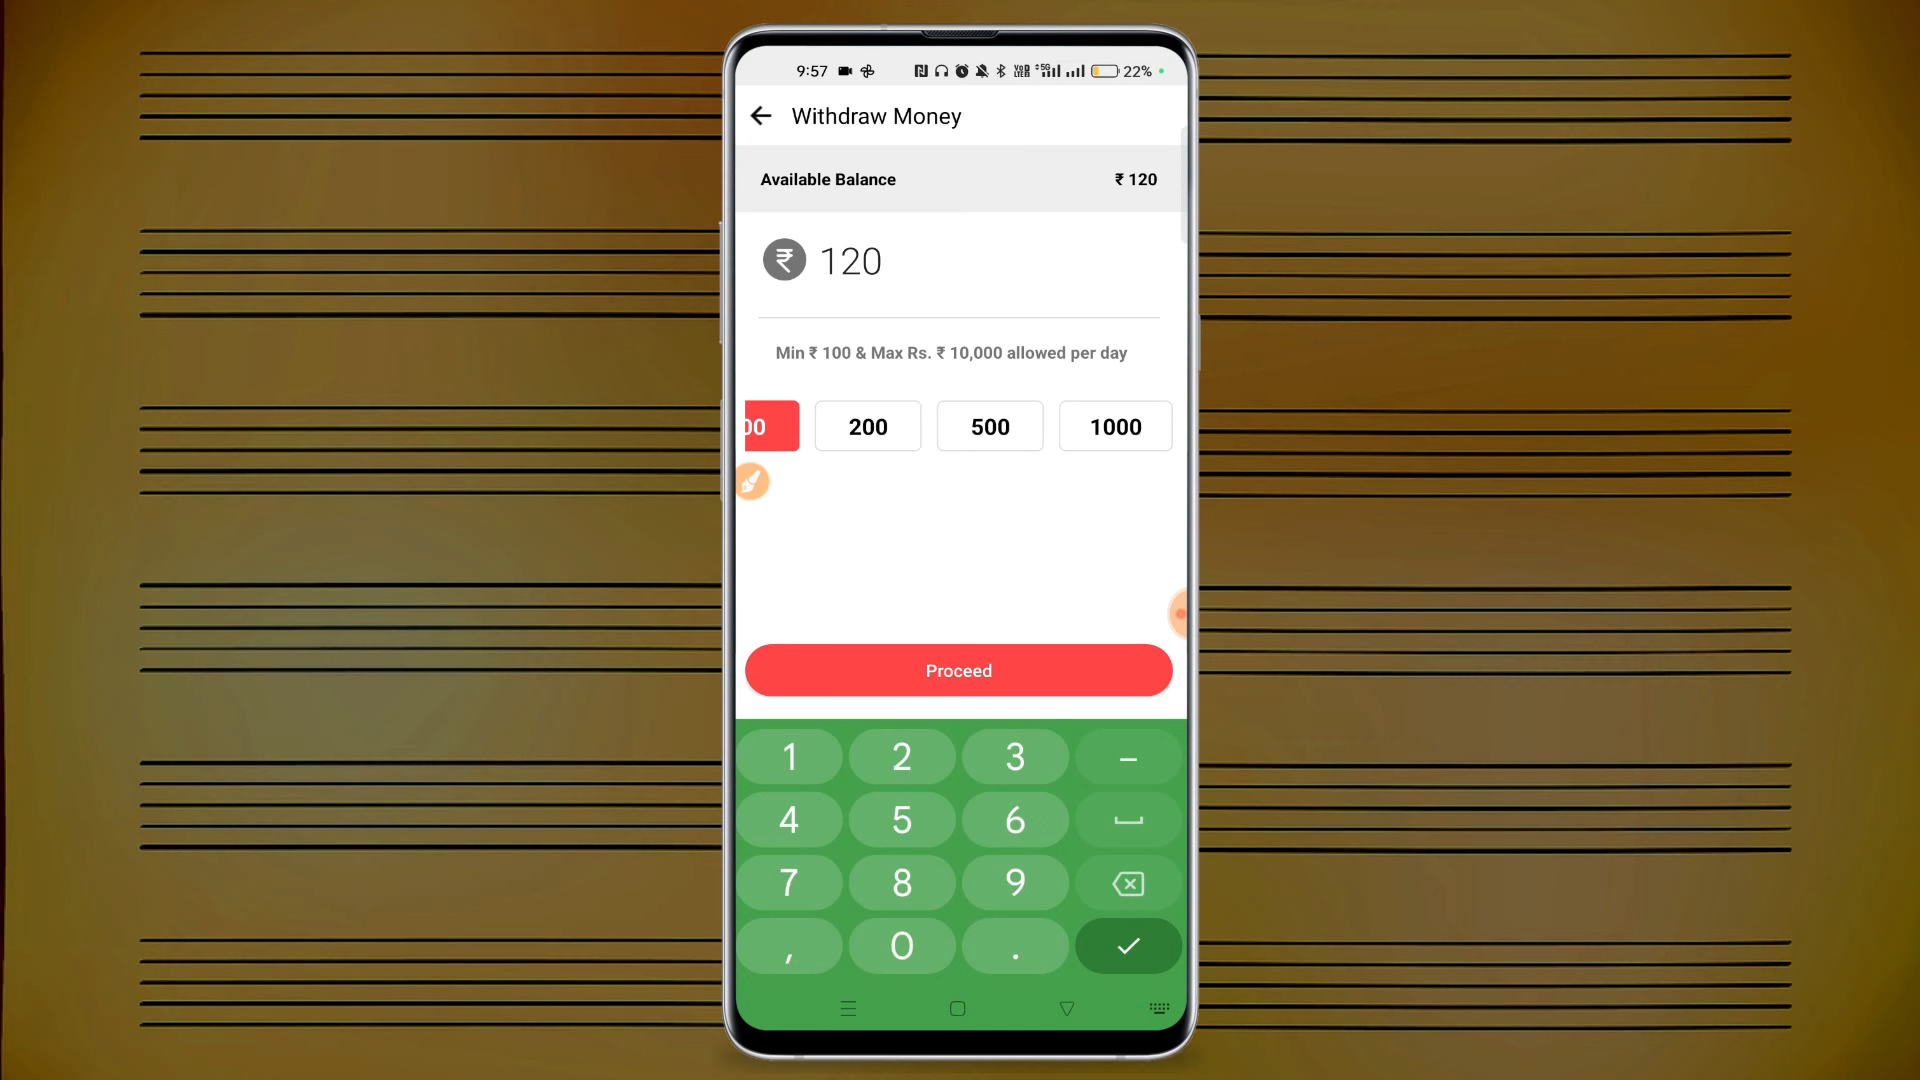 9:57 22%
Withdraw Money
Available Balance ₹ 120
₹ 120
Min ₹ 100 & Max Rs. ₹ 10,000 allowed per day
00 200 500 1000
Proceed
1 2 3 –
4 5 6
7 8 9
, 0 .